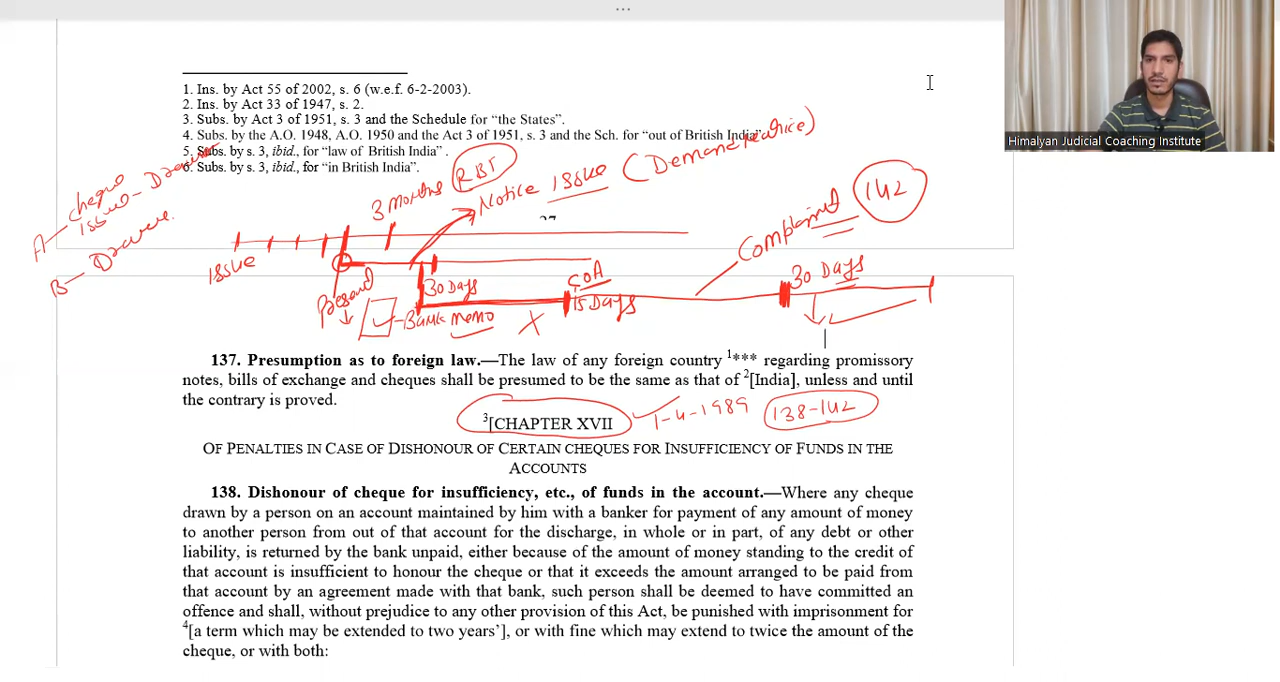 1. Ins. by Act 55 of 2002, s. 6 (w.e.f. 6-2-2003).
2. Ins. by Act 33 of 1947, s. 2.
3. Subs. by Act 3 of 1951, s. 3 and the Schedule for “the States”.
4. Subs. by the A.O. 1948, A.O. 1950 and the Act 3 of 1951, s. 3 and the Sch. for “out of British India”.
5. Subs. by s. 3, ibid., for “law of British India” .
6. Subs. by s. 3, ibid., for “in British India”.
Himalyan Judicial Coaching Institute
A - cheque
Issue - Drawer
B - Drawee.
3 months RBI
Notice Issue (Demand Notice)
Complained 142
Issue
Present
30 Days
COA
15 Days
30 Days
Bank memo
137. Presumption as to foreign law.—The law of any foreign country 1*** regarding promissory
notes, bills of exchange and cheques shall be presumed to be the same as that of 2[India], unless and until
the contrary is proved.
3[CHAPTER XVII
1-4-1989 138-142
OF PENALTIES IN CASE OF DISHONOUR OF CERTAIN CHEQUES FOR INSUFFICIENCY OF FUNDS IN THE
ACCOUNTS
138. Dishonour of cheque for insufficiency, etc., of funds in the account.—Where any cheque
drawn by a person on an account maintained by him with a banker for payment of any amount of money
to another person from out of that account for the discharge, in whole or in part, of any debt or other
liability, is returned by the bank unpaid, either because of the amount of money standing to the credit of
that account is insufficient to honour the cheque or that it exceeds the amount arranged to be paid from
that account by an agreement made with that bank, such person shall be deemed to have committed an
offence and shall, without prejudice to any other provision of this Act, be punished with imprisonment for
4[a term which may be extended to two years’], or with fine which may extend to twice the amount of the
cheque, or with both: